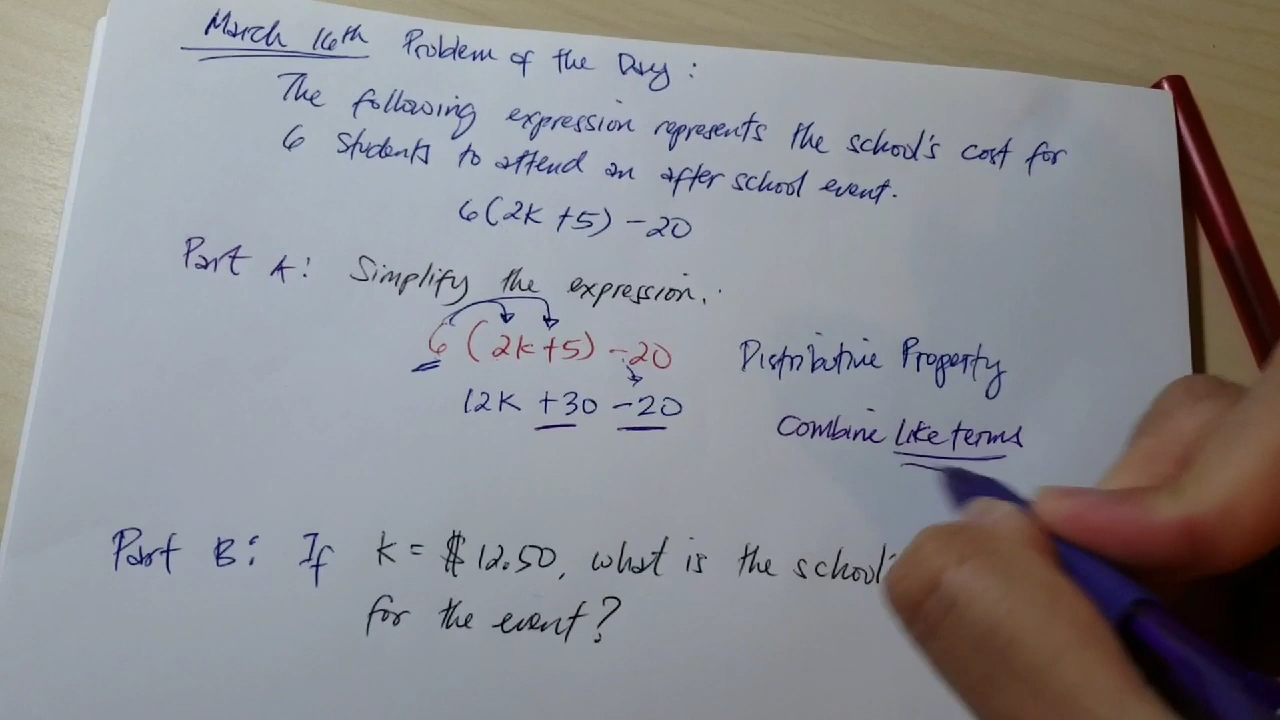 March 16th Problem of the Day:
The following expression represents the school's cost for
6 students to attend an after school event.
6(2k+5) -20
Part A: Simplify the expression.
6(2k+5) -20 Distributive Property
12k +30 -20 Combine like terms
Part B: If k = $12.50, what is the school'
for the event?